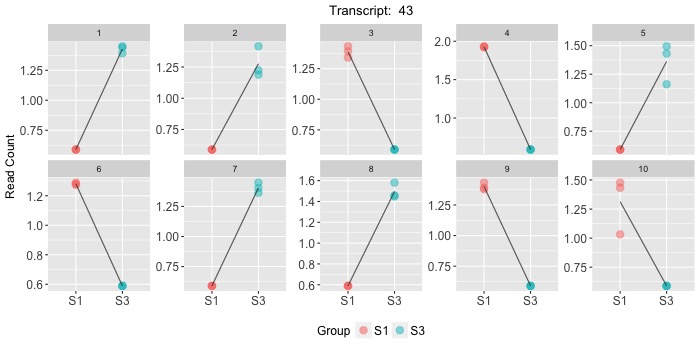 Transcript: 43
1 2 3 4 5
Read Count
1.25 1.00 0.75
1.25 1.00 0.75
1.25 1.00 0.75
2.0 1.5 1.0
1.50 1.25 1.00 0.75
6 7 8 9 10
1.2 1.0 0.8 0.6
1.25 1.00 0.75
1.6 1.4 1.2 1.0 0.8 0.6
1.25 1.00 0.75
1.50 1.25 1.00 0.75
S1 S3 S1 S3 S1 S3 S1 S3 S1 S3
Group S1 S3